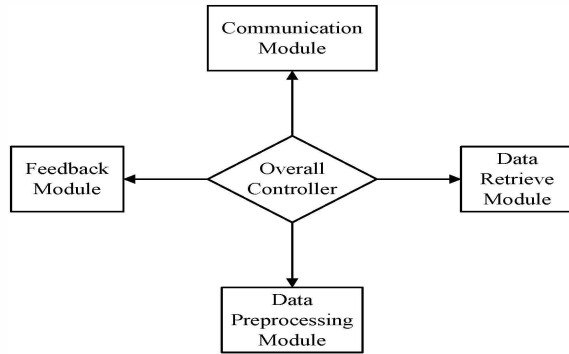 Communication
Module
Feedback
Module
Overall
Controller
Data
Retrieve
Module
Data
Preprocessing
Module